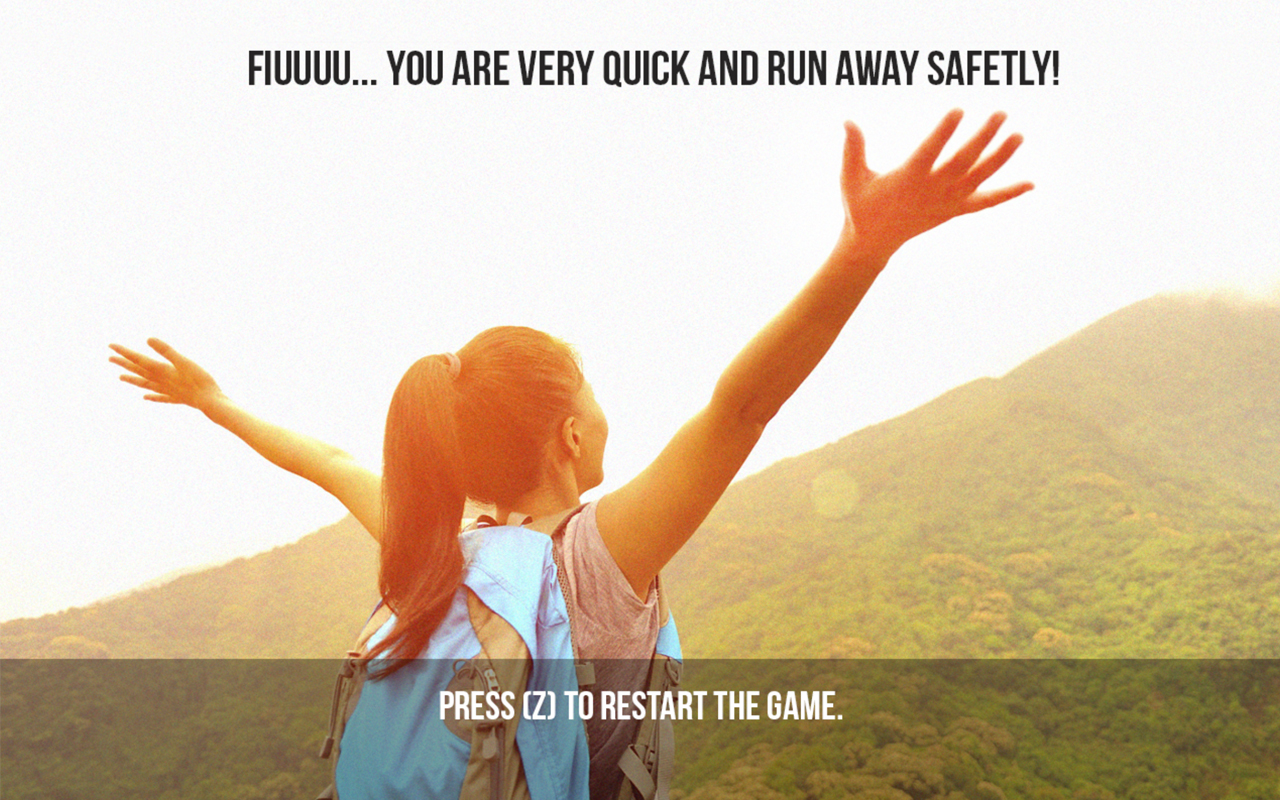 FIUUUU... YOU ARE VERY QUICK AND RUN AWAY SAFETLY!
PRESS (Z) TO RESTART THE GAME.